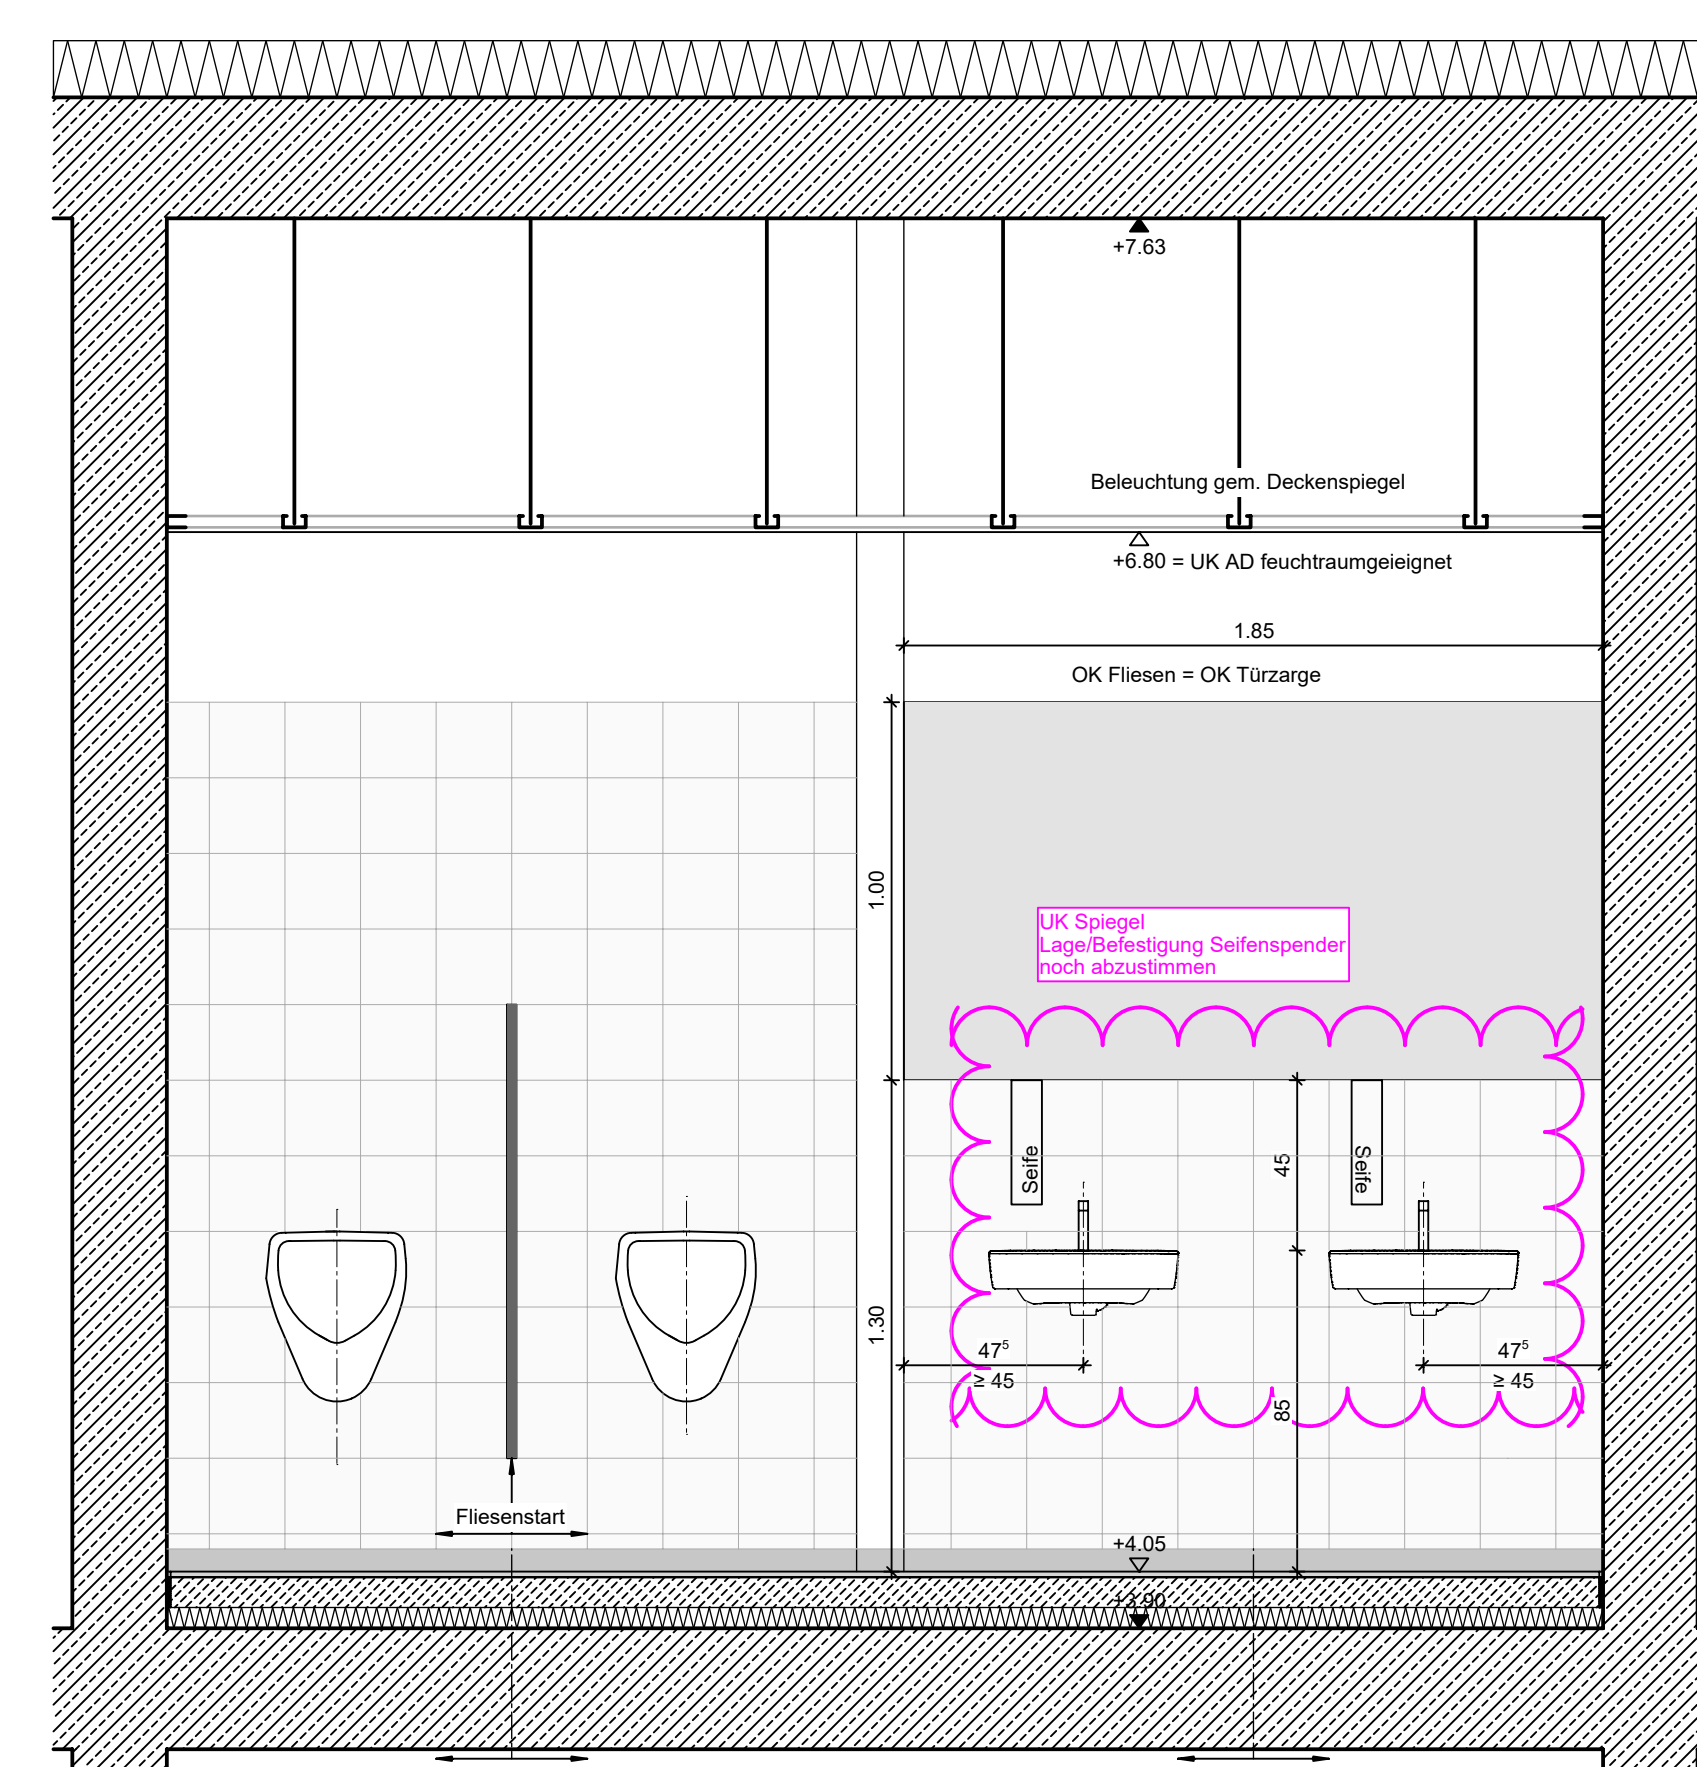 +7.63
Beleuchtung gem. Deckenspiegel
+6.80 = UK AD feuchtraumgeieignet
1.85
OK Fliesen = OK Türzarge
1.00
UK Spiegel
Lage/Befestigung Seifenspender
noch abzustimmen
Seife
45
Seife
1.30
47⁵
≥ 45
47⁵
≥ 45
85
Fliesenstart
+4.05
+3.90